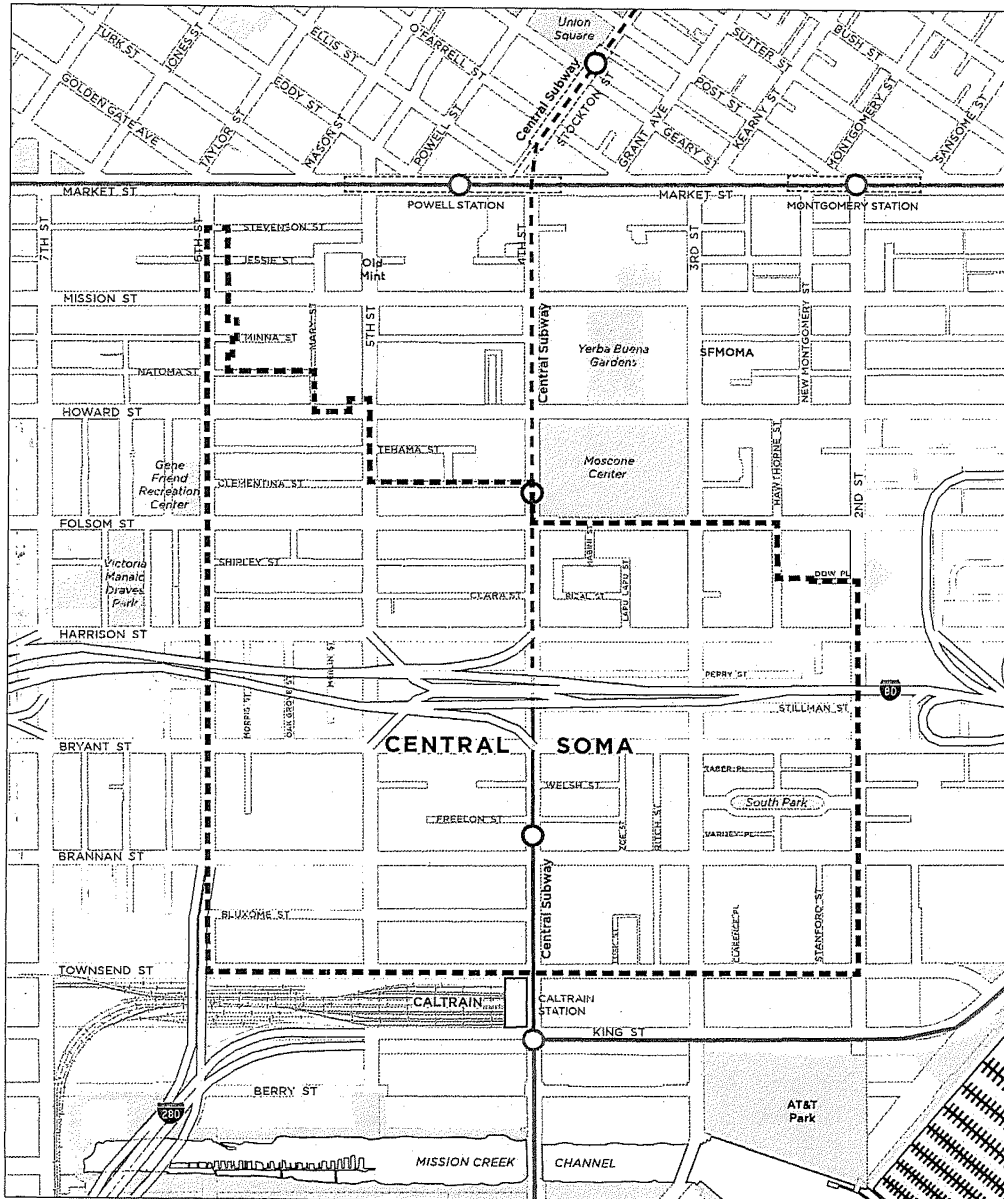 Union
Square
TURK ST
JONES ST
ELLIS ST
O'FARRELL ST
SUTTER ST
BUSH ST
GOLDEN GATE AVE
EDDY ST
Central Subway
POST ST
TAYLOR ST
MASON ST
POWELL ST
STOCKTON ST
GRANT AVE
GEARY ST
KEARNY ST
MONTGOMERY ST
SANSOME ST
MARKET ST
MARKET ST
POWELL STATION
MONTGOMERY STATION
7TH ST
6TH ST
STEVENSON ST
4TH ST
3RD ST
JESSIE ST
Old
Mint
MISSION ST
MARY ST
5TH ST
Central Subway
NEW MONTGOMERY ST
MINNA ST
Yerba Buena
Gardens
SFMOMA
NATOMA ST
HOWARD ST
TEHAMA ST
HAWTHORNE ST
Gene
Friend
Recreation
Center
Moscone
Center
CLEMENTINA ST
2ND ST
FOLSOM ST
MABINI ST
SHIPLEY ST
LAPU LAPU ST
DOW PL
Victoria
Manalo
Draves
Park
CLARA ST
RIZAL ST
HARRISON ST
MERLIN ST
PERRY ST
OAK GROVE ST
80
STILLMAN ST
BRYANT ST
CENTRAL SOMA
TABER PL
WELSH ST
South Park
FREELON ST
RITCH ST
VARNEY PL
BRANNAN ST
Central Subway
BLUXOME ST
CLARENCE PL
STANFORD ST
TOWNSEND ST
CALTRAIN
CALTRAIN
STATION
KING ST
BERRY ST
280
AT&T
Park
MISSION CREEK CHANNEL